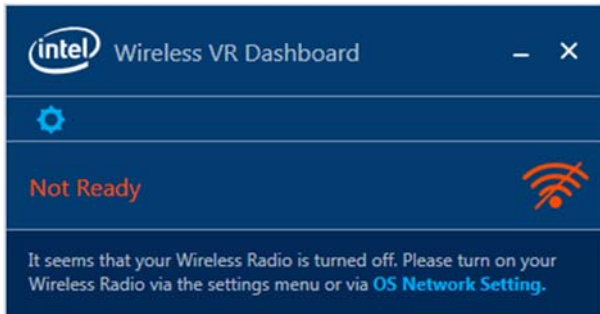 intel Wireless VR Dashboard
Not Ready
It seems that your Wireless Radio is turned off. Please turn on your
Wireless Radio via the settings menu or via OS Network Setting.